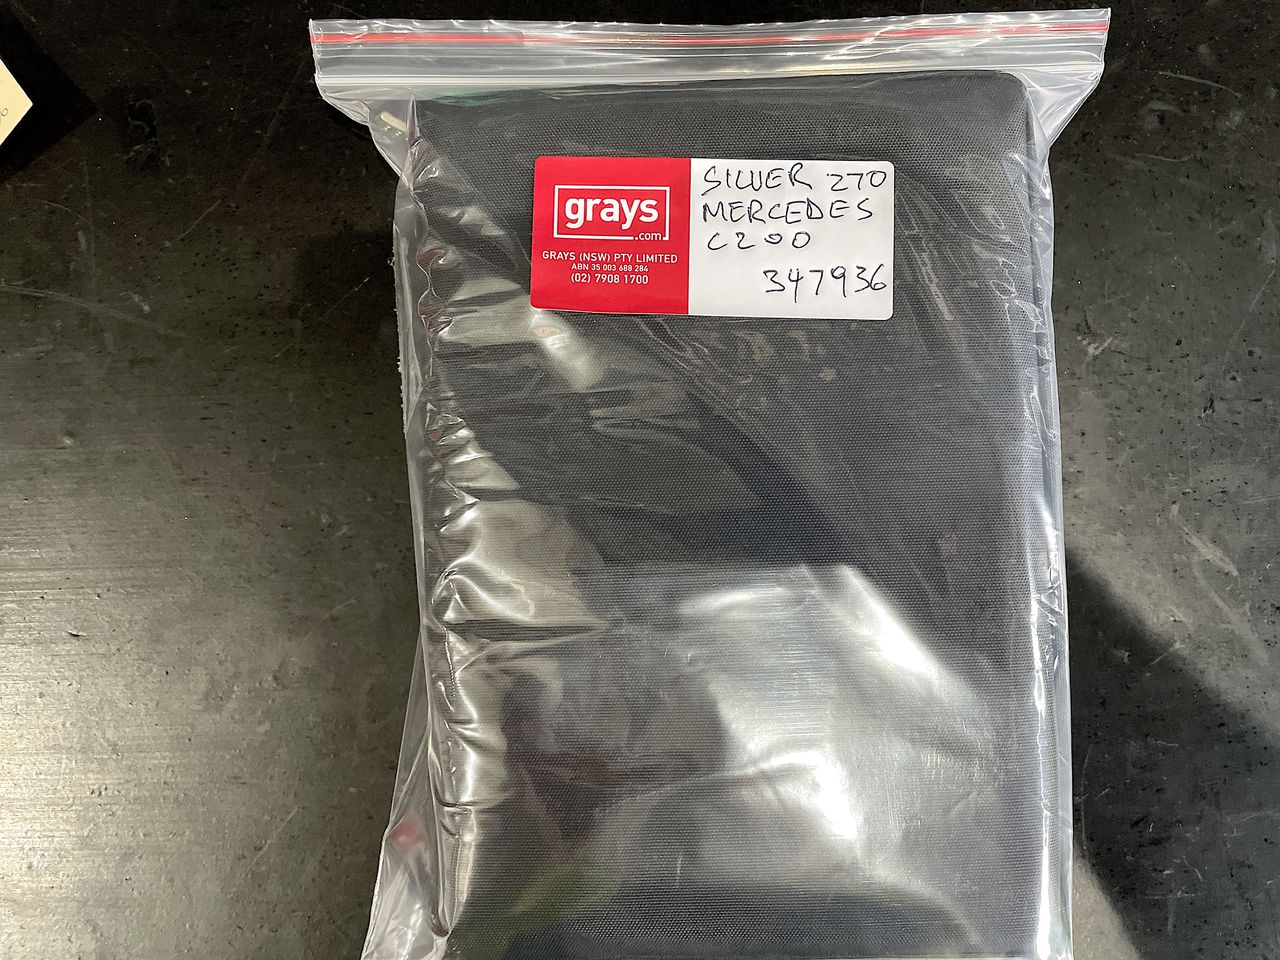 grays
.com
GRAYS (NSW) PTY LIMITED
ABN 35 003 688 284
(02) 7908 1700
SILVER 270
MERCEDES
C200
347936